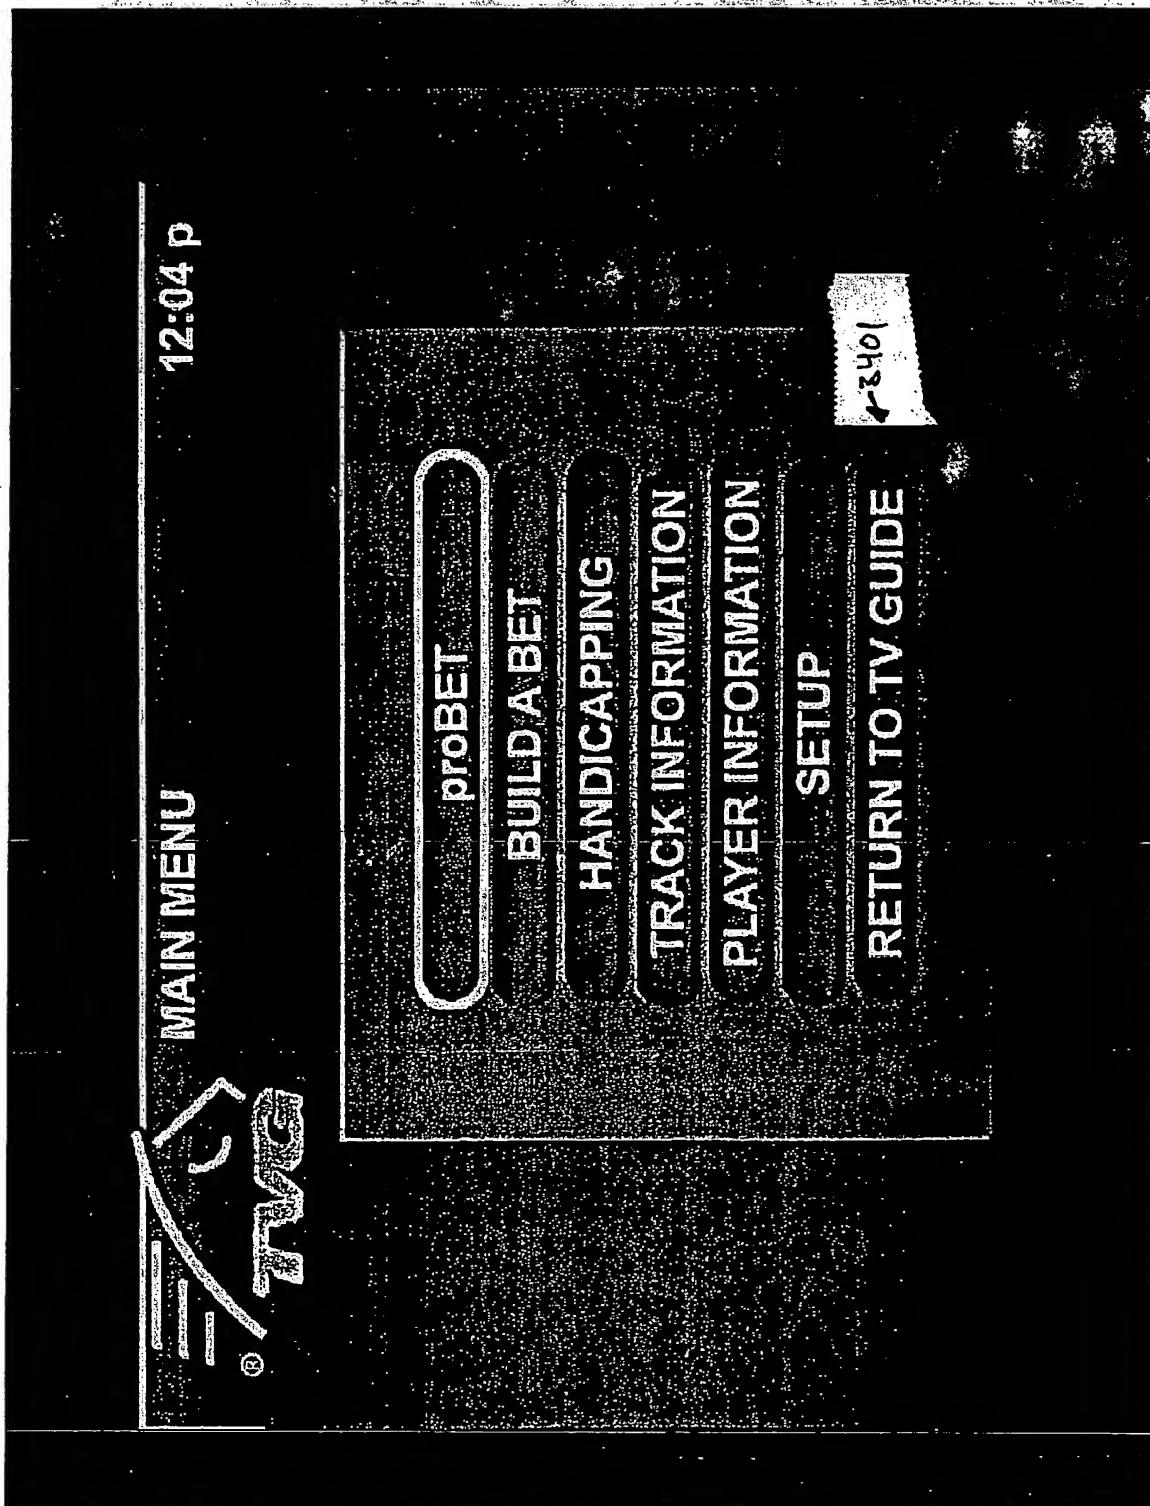 MAIN MENU
12:04 p
TVG
®
proBET
BUILD A BET
HANDICAPPING
TRACK INFORMATION
PLAYER INFORMATION
SETUP
RETURN TO TV GUIDE
3401